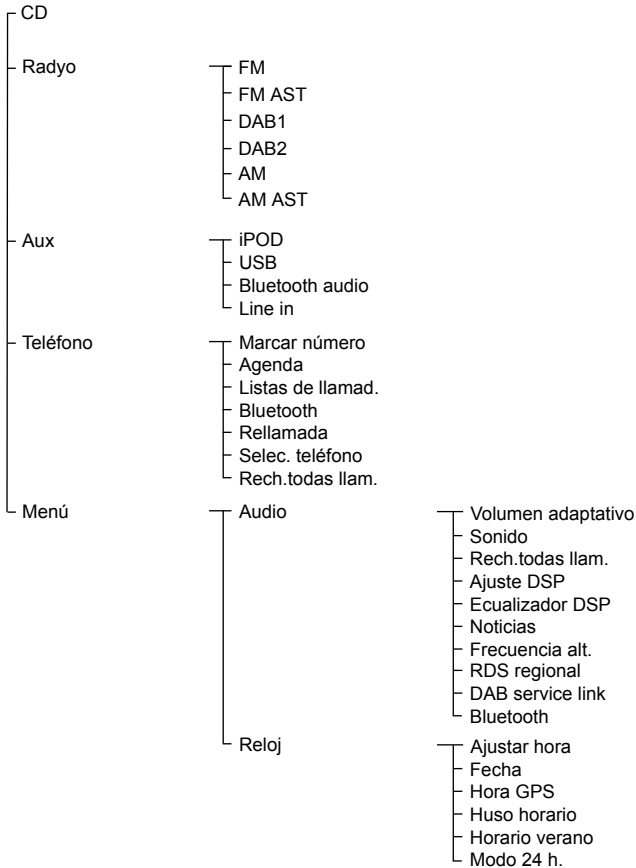 CD
Radyo
FM
FM AST
DAB1
DAB2
AM
AM AST
Aux
iPOD
USB
Bluetooth audio
Line in
Teléfono
Marcar número
Agenda
Listas de llamad.
Bluetooth
Rellamada
Selec. teléfono
Rech.todas llam.
Menú
Audio
Volumen adaptativo
Sonido
Rech.todas llam.
Ajuste DSP
Ecualizador DSP
Noticias
Frecuencia alt.
RDS regional
DAB service link
Bluetooth
Reloj
Ajustar hora
Fecha
Hora GPS
Huso horario
Horario verano
Modo 24 h.